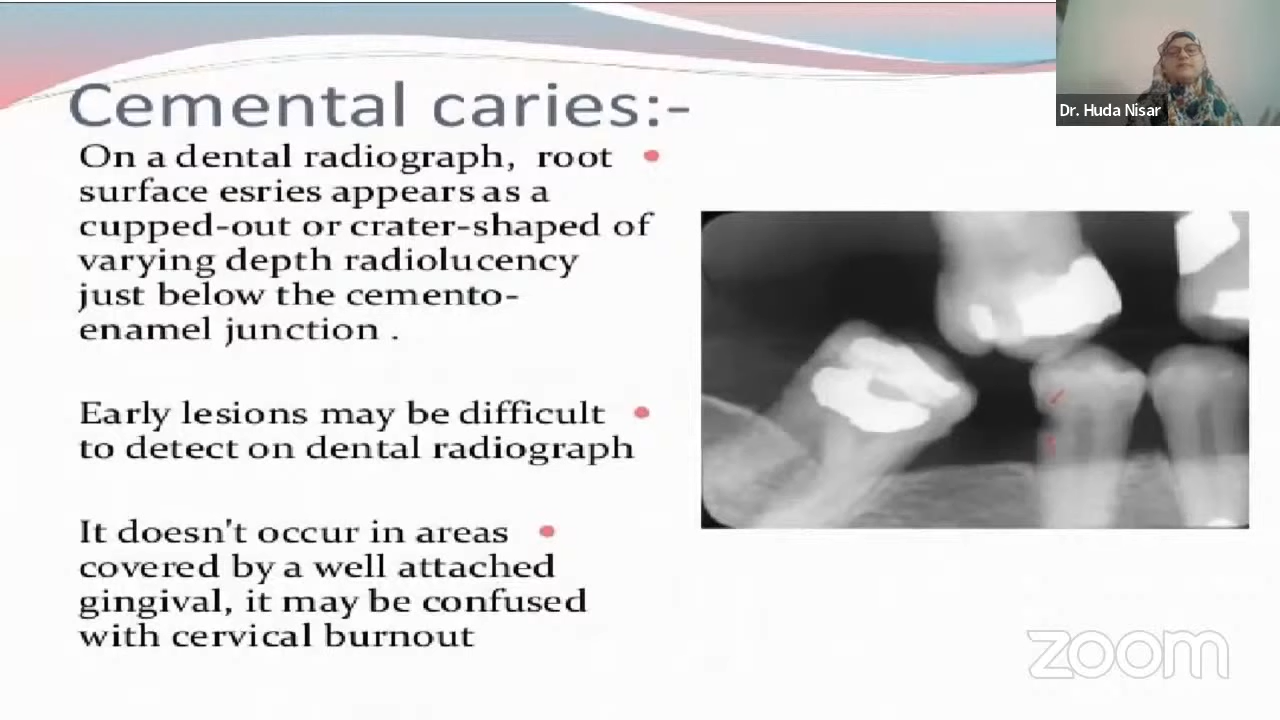 Cemental caries:-
On a dental radiograph, root •
surface esries appears as a
cupped-out or crater-shaped of
varying depth radiolucency
just below the cemento-
enamel junction .
Early lesions may be difficult •
to detect on dental radiograph
It doesn't occur in areas •
covered by a well attached
gingival, it may be confused
with cervical burnout
Dr. Huda Nisar
zoom